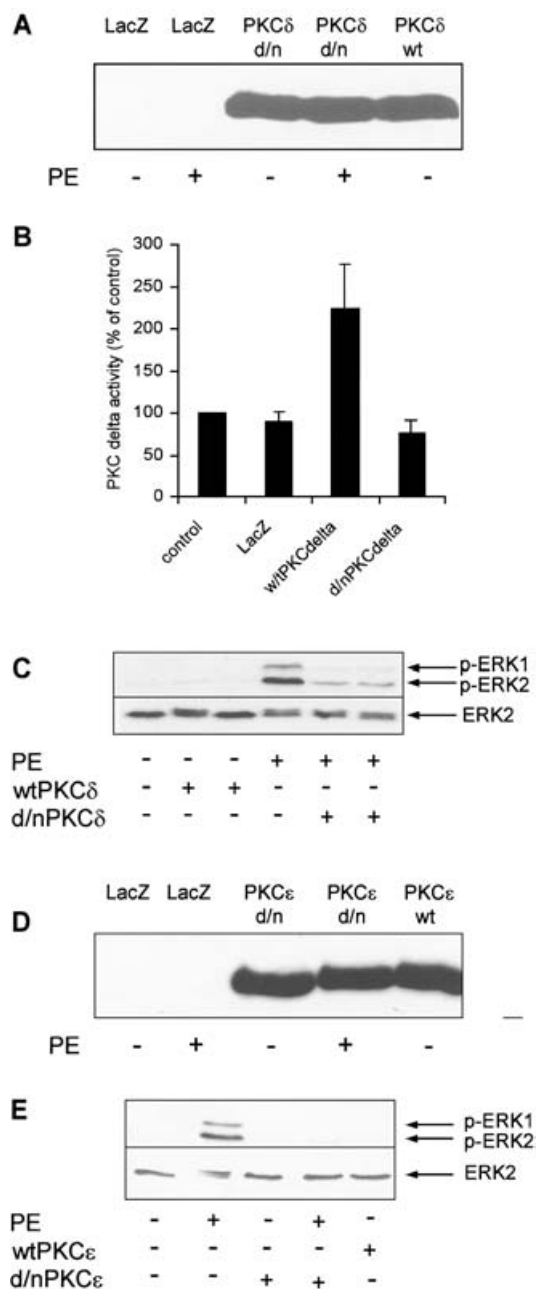 A
LacZ LacZ PKCδ PKCδ PKCδ
d/n d/n wt
PE - + - + -
B
PKC delta activity (% of control)
300
250
200
150
100
50
0
control LacZ w/tPKCdelta d/nPKCdelta
C
p-ERK1
p-ERK2
ERK2
PE - - - + + +
wtPKCδ - + + - - -
d/nPKCδ - - - - + +
D
LacZ LacZ PKCε PKCε PKCε
d/n d/n wt
PE - + - + -
E
p-ERK1
p-ERK2
ERK2
PE - + - + -
wtPKCε - - - - +
d/nPKCε - - + + -